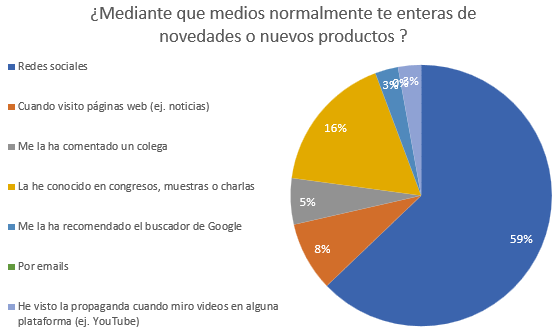 ¿Mediante que medios normalmente te enteras de
novedades o nuevos productos ?
Redes sociales
Cuando visito páginas web (ej. noticias)
Me la ha comentado un colega
La he conocido en congresos, muestras o charlas
Me la ha recomendado el buscador de Google
Por emails
He visto la propaganda cuando miro videos en alguna
plataforma (ej. YouTube)
3%
0%
3%
16%
5%
8%
59%